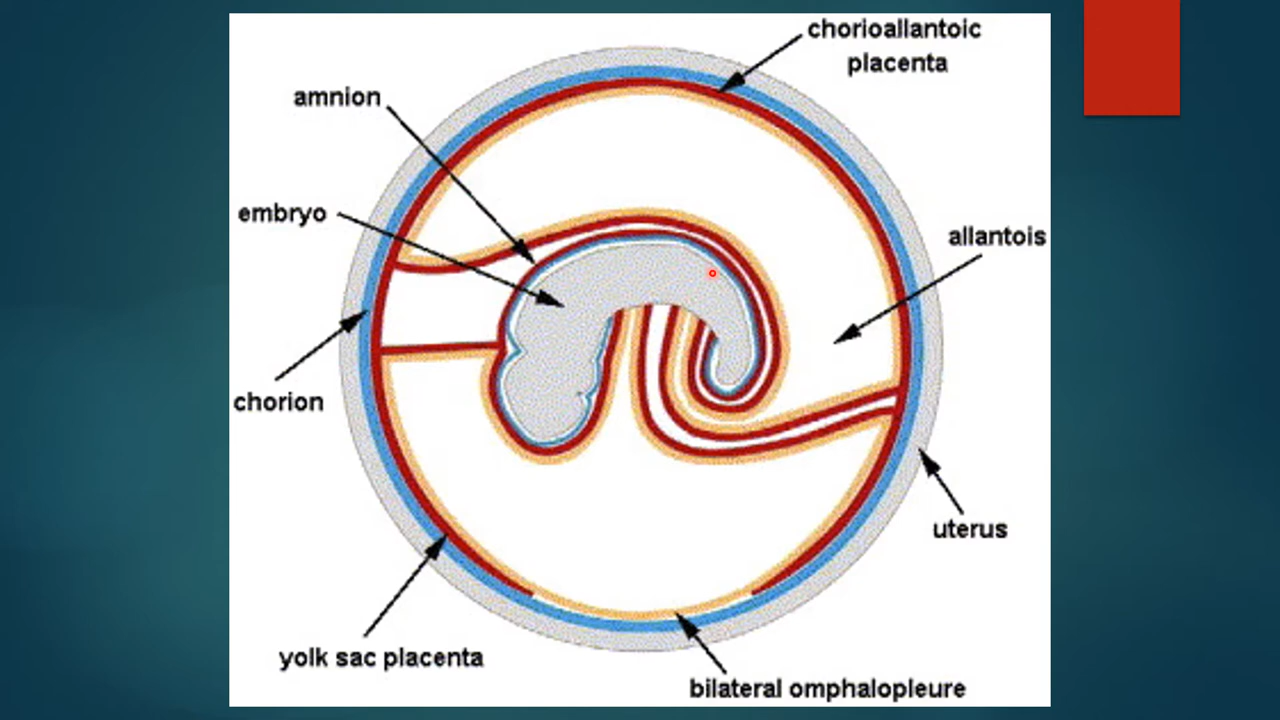 chorioallantoic
placenta
amnion
embryo
allantois
chorion
uterus
yolk sac placenta
bilateral omphalopleure